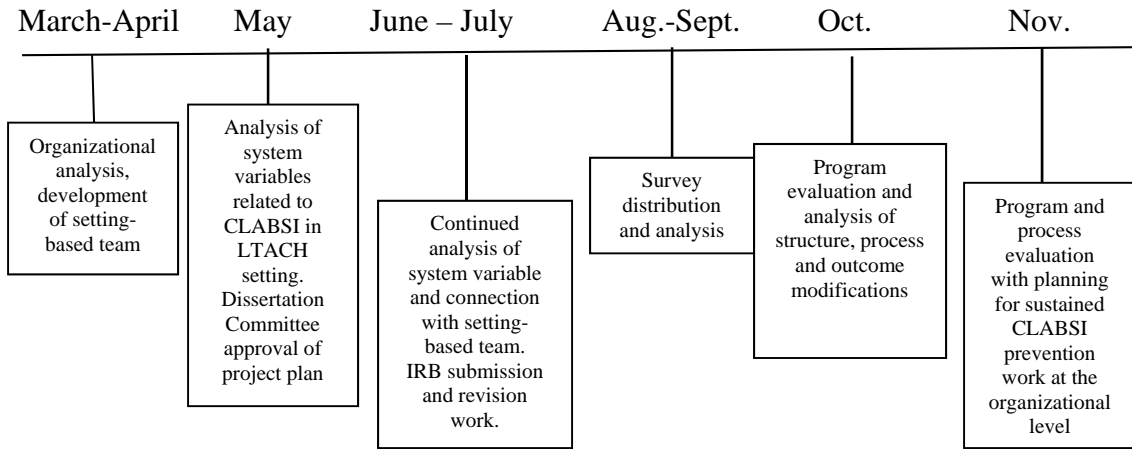 March-April
May
June – July
Aug.-Sept.
Oct.
Nov.
Organizational
analysis,
development
of setting-
based team
Analysis of
system
variables
related to
CLABSI in
LTACH
setting.
Dissertation
Committee
approval of
project plan
Continued
analysis of
system variable
and connection
with setting-
based team.
IRB submission
and revision
work.
Survey
distribution
and analysis
Program
evaluation and
analysis of
structure, process
and outcome
modifications
Program and
process
evaluation
with planning
for sustained
CLABSI
prevention
work at the
organizational
level